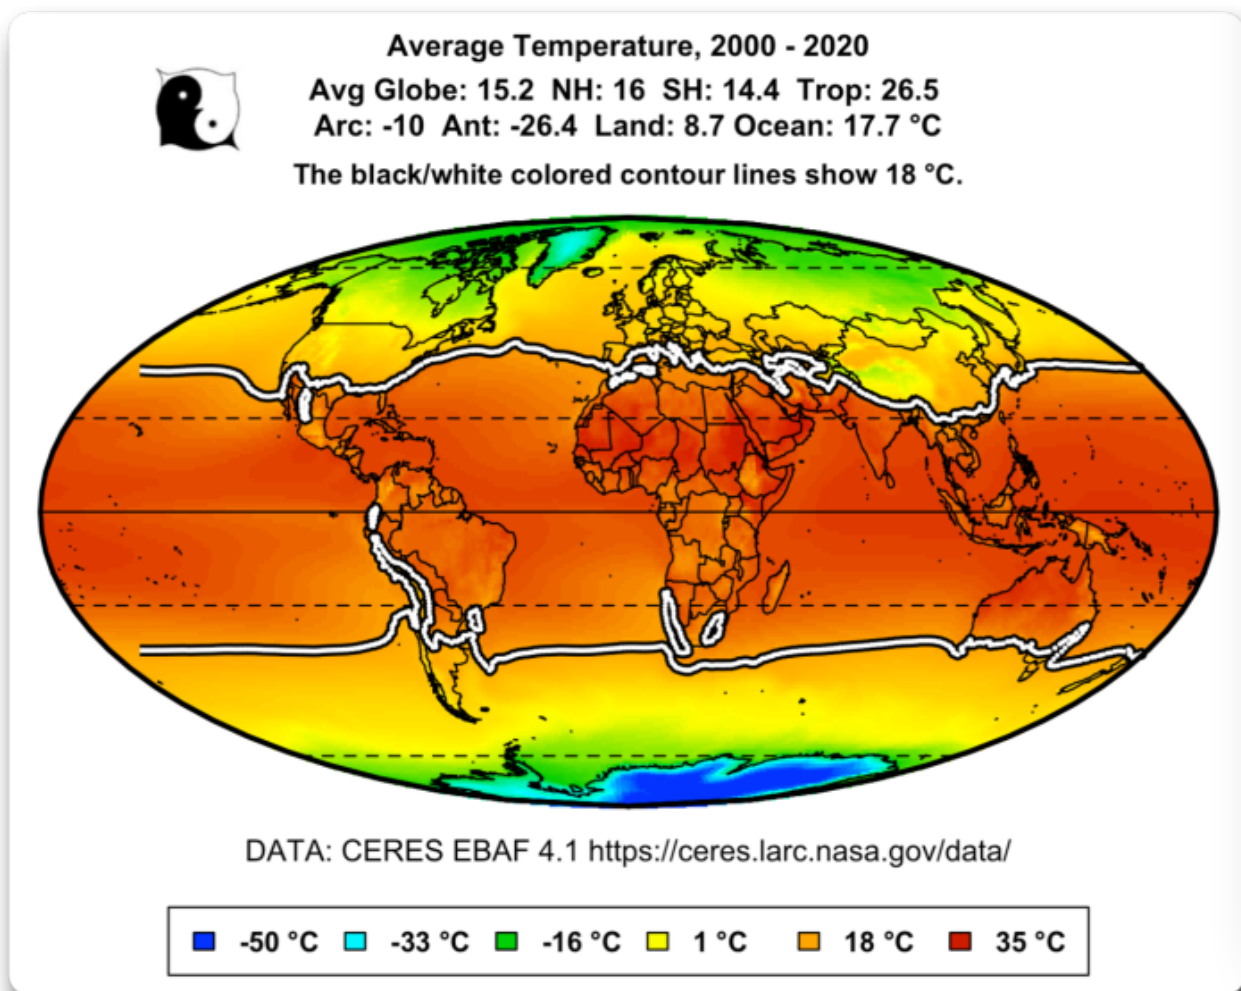 Average Temperature, 2000 - 2020
Avg Globe: 15.2 NH: 16 SH: 14.4 Trop: 26.5
Arc: -10 Ant: -26.4 Land: 8.7 Ocean: 17.7 °C
The black/white colored contour lines show 18 °C.
DATA: CERES EBAF 4.1 https://ceres.larc.nasa.gov/data/
-50 °C -33 °C -16 °C 1 °C 18 °C 35 °C